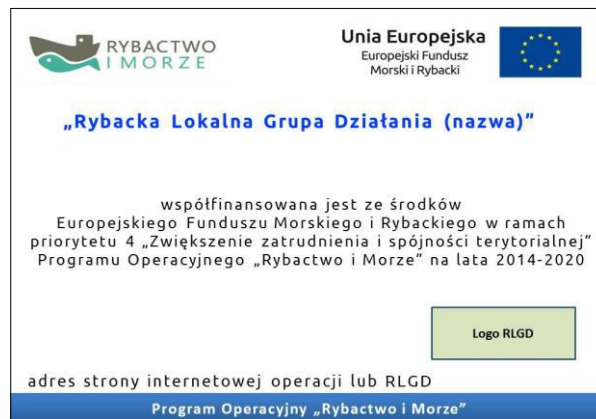 RYBACTWO
I MORZE
Unia Europejska
Europejski Fundusz
Morski i Rybacki
„Rybacka Lokalna Grupa Działania (nazwa)”
współfinansowana jest ze środków
Europejskiego Funduszu Morskiego i Rybackiego w ramach
priorytetu 4 „Zwiększenie zatrudnienia i spójności terytorialnej”
Programu Operacyjnego „Rybactwo i Morze” na lata 2014-2020
Logo RLGD
adres strony internetowej operacji lub RLGD
Program Operacyjny „Rybactwo i Morze”